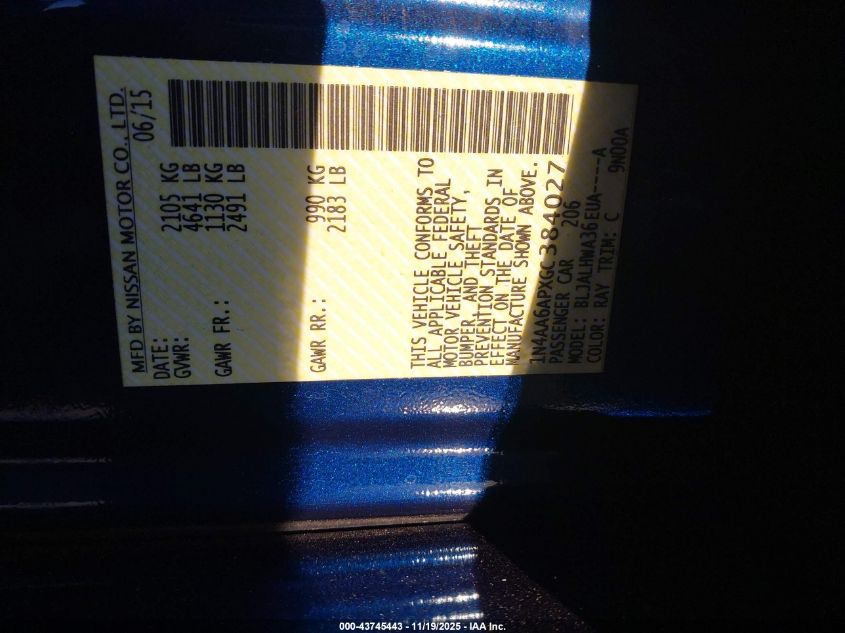 MFD BY NISSAN MOTOR CO., LTD.
DATE: 06/15
GVWR: 2105 KG
4641 LB
GAWR FR.: 1130 KG
2491 LB
GAWR RR.: 990 KG
2183 LB
THIS VEHICLE CONFORMS TO
ALL APPLICABLE FEDERAL
MOTOR VEHICLE SAFETY,
BUMPER, AND THEFT
PREVENTION STANDARDS IN
EFFECT ON THE DATE OF
MANUFACTURE SHOWN ABOVE.
1N4AA6APXGC384027
PASSENGER CAR 206
MODEL: BLJALHWA36EUA----A
COLOR: RAY TRIM: C 9N00A
000-43745443 - 11/19/2025 - IAA Inc.